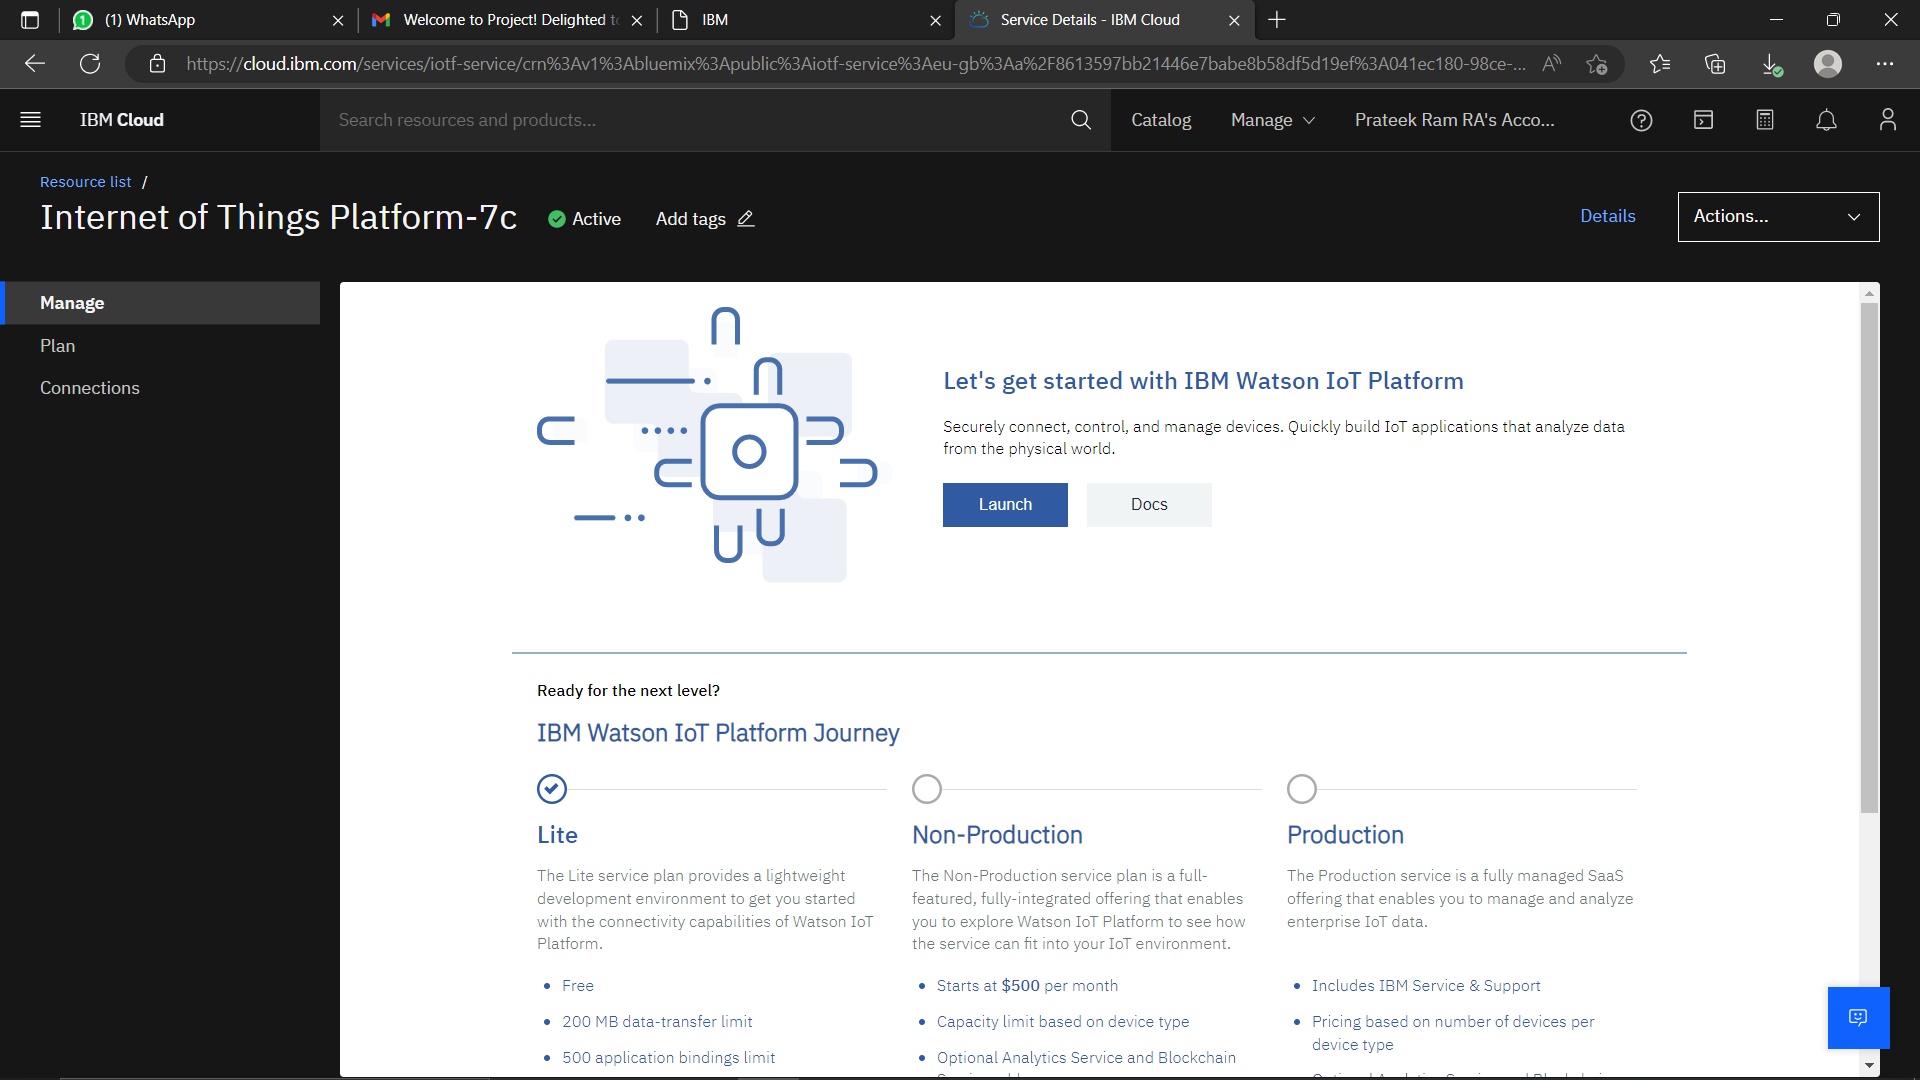 (1) WhatsApp
Welcome to Project! Delighted to
IBM
Service Details - IBM Cloud
https://cloud.ibm.com/services/iotf-service/crn%3Av1%3Abluemix%3Apublic%3Aiotf-service%3Aeu-gb%3Aa%2F8613597bb21446e7babe8b58df5d19ef%3A041ec180-98ce-...
IBM Cloud
Search resources and products...
Catalog
Manage
Prateek Ram RA's Acco...
Resource list /
Internet of Things Platform-7c
Active
Add tags
Details
Actions...
Manage
Plan
Connections
Let's get started with IBM Watson IoT Platform
Securely connect, control, and manage devices. Quickly build IoT applications that analyze data
from the physical world.
Launch
Docs
Ready for the next level?
IBM Watson IoT Platform Journey
Lite
The Lite service plan provides a lightweight
development environment to get you started
with the connectivity capabilities of Watson IoT
Platform.
• Free
• 200 MB data-transfer limit
• 500 application bindings limit
Non-Production
The Non-Production service plan is a full-
featured, fully-integrated offering that enables
you to explore Watson IoT Platform to see how
the service can fit into your IoT environment.
• Starts at $500 per month
• Capacity limit based on device type
• Optional Analytics Service and Blockchain
Production
The Production service is a fully managed SaaS
offering that enables you to manage and analyze
enterprise IoT data.
• Includes IBM Service & Support
• Pricing based on number of devices per
device type